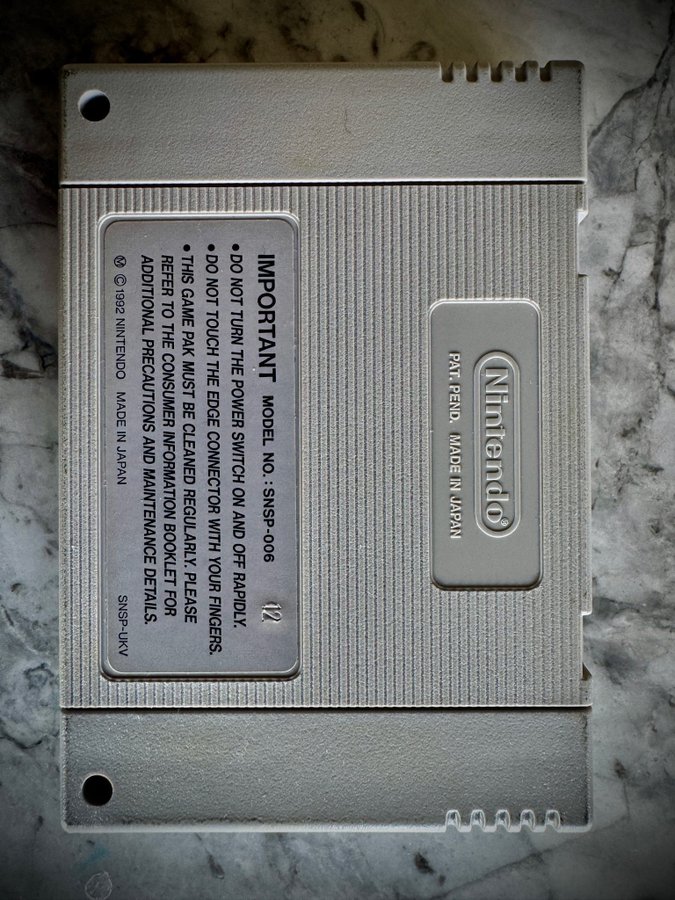 Nintendo®
PAT. PEND. MADE IN JAPAN
IMPORTANT MODEL NO. : SNSP-006
12
• DO NOT TURN THE POWER SWITCH ON AND OFF RAPIDLY.
• DO NOT TOUCH THE EDGE CONNECTOR WITH YOUR FINGERS.
• THIS GAME PAK MUST BE CLEANED REGULARLY. PLEASE
REFER TO THE CONSUMER INFORMATION BOOKLET FOR
ADDITIONAL PRECAUTIONS AND MAINTENANCE DETAILS.
Ⓜ © 1992 NINTENDO MADE IN JAPAN SNSP-UKV